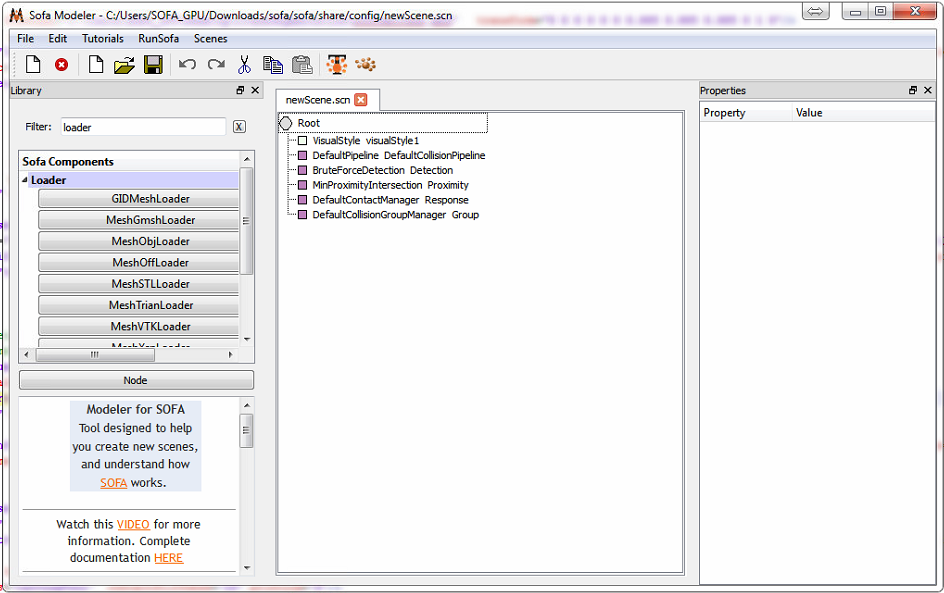 Sofa Modeler - C:/Users/SOFA_GPU/Downloads/sofa/sofa/share/config/newScene.scn
File Edit Tutorials RunSofa Scenes
Library
Filter: loader X
Sofa Components
Loader
GIDMeshLoader
MeshGmshLoader
MeshObjLoader
MeshOffLoader
MeshSTLLoader
MeshTrianLoader
MeshVTKLoader
Node
Modeler for SOFA
Tool designed to help
you create new scenes,
and understand how
SOFA works.
Watch this VIDEO for more
information. Complete
documentation HERE
newScene.scn
Root
VisualStyle visualStyle1
DefaultPipeline DefaultCollisionPipeline
BruteForceDetection Detection
MinProximityIntersection Proximity
DefaultContactManager Response
DefaultCollisionGroupManager Group
Properties
Property Value